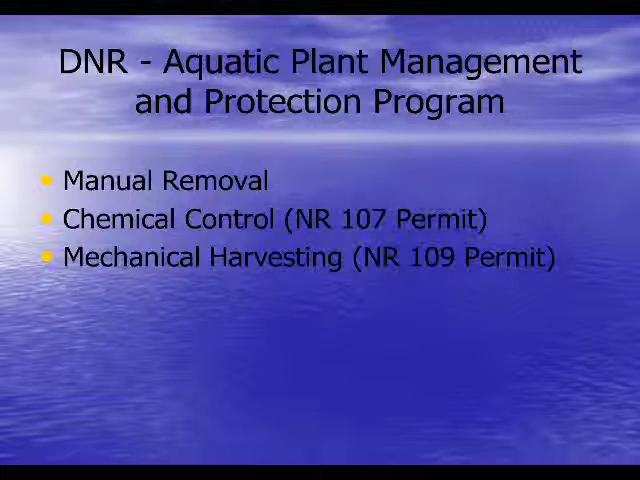 DNR - Aquatic Plant Management
and Protection Program
• Manual Removal
• Chemical Control (NR 107 Permit)
• Mechanical Harvesting (NR 109 Permit)